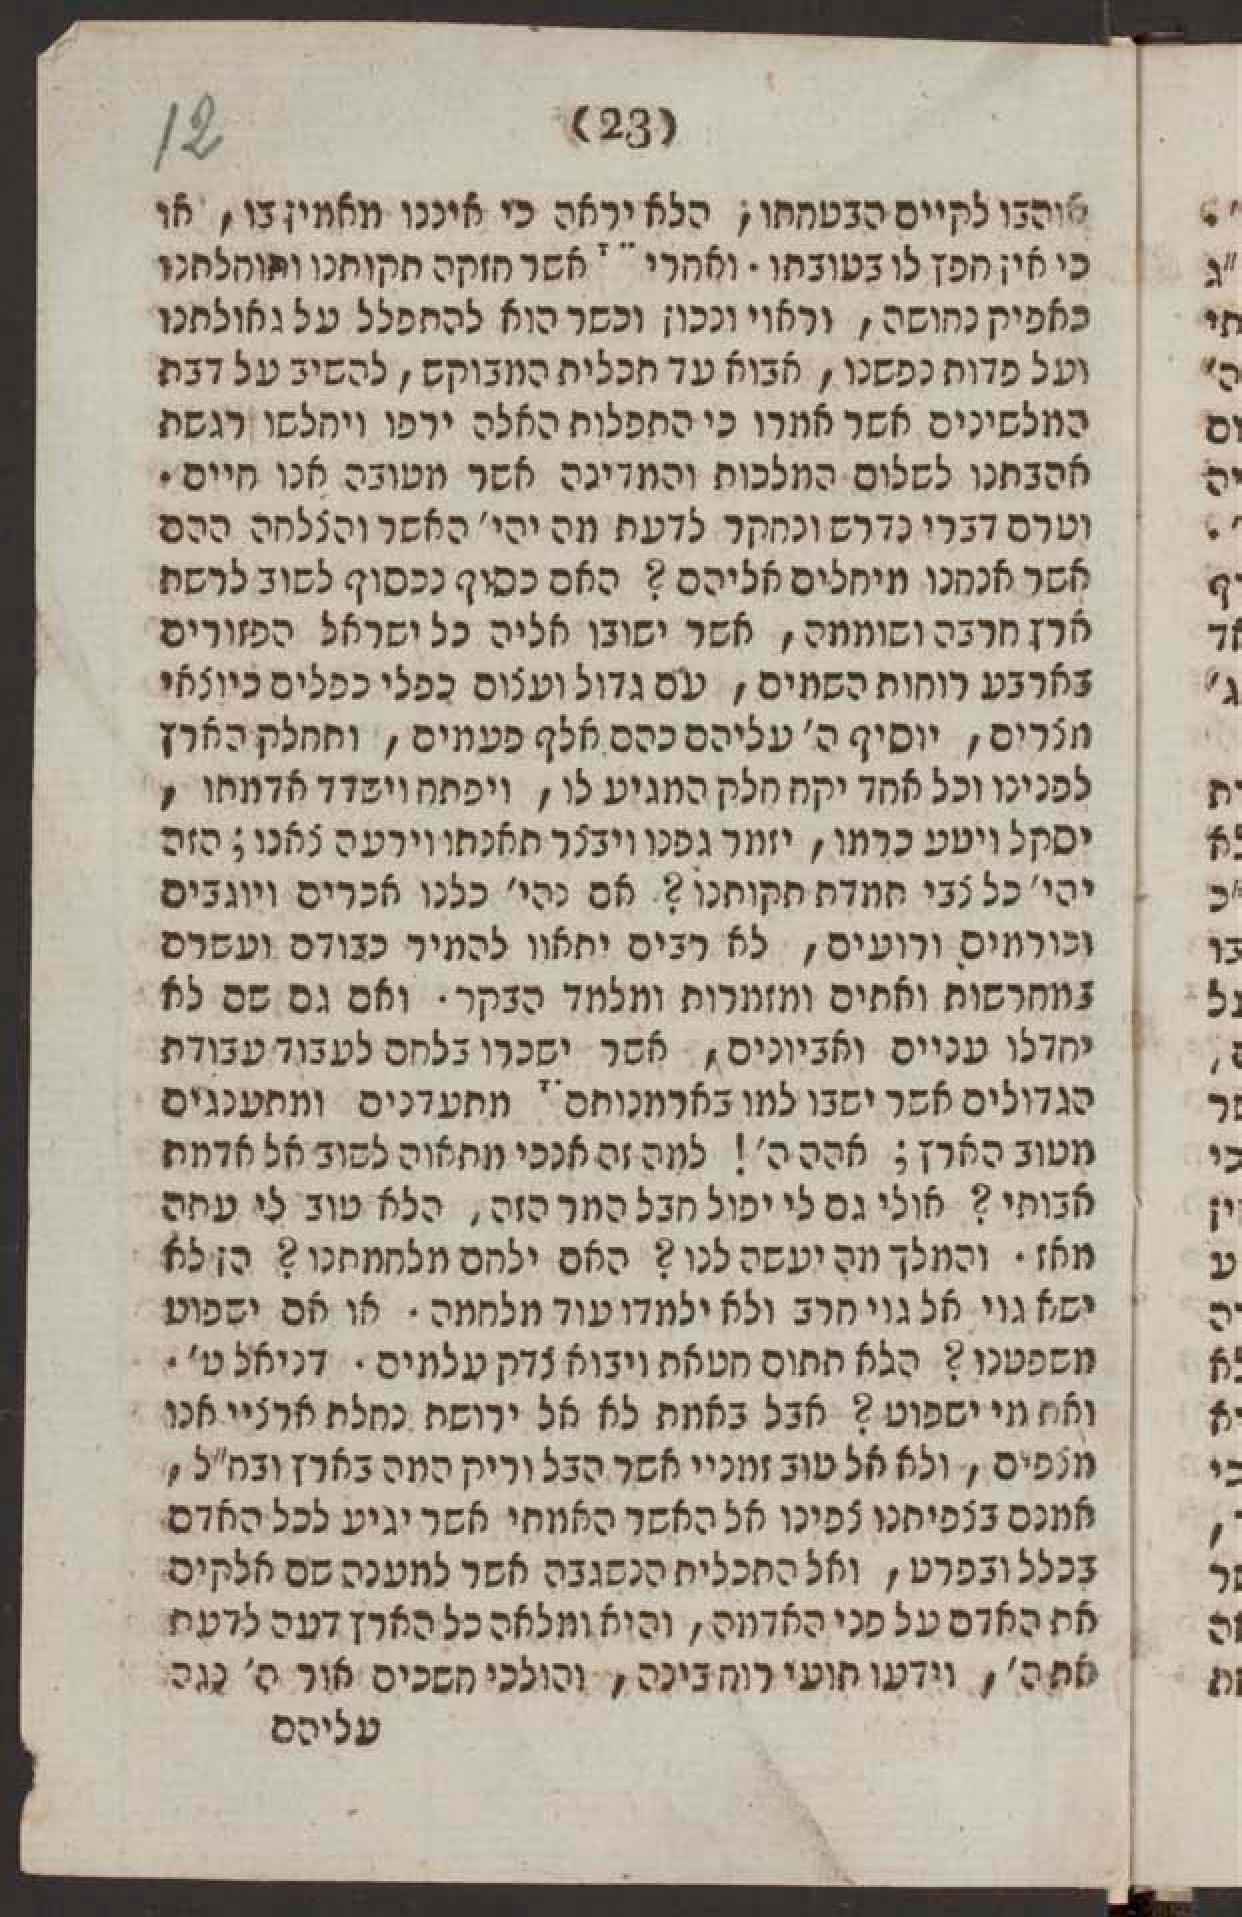 12
(23)
אוהבו לקיים הבטחתו; הלא יראה כי איננו מאמין בו, או
כי אין חפץ לו בטובתו. ואחרי אשר חזקה תקותנו ותוחלתנו
כאפיק נחושה, וראוי ונכון וכשר הוא להתפלל על גאולתנו
ועל פדות נפשנו, אבוא עד תכלית המבוקש, להשיב על דבת
המלשינים אשר אמרו כי התפלות האלה ירפו ויחלשו רגשת
אהבתנו לשלום המלכות והמדינה אשר מטובה אנו חיים.
וטרם דברי נדרש ונחקר לדעת מה יהי׳ האשר והצלחה ההם
אשר אנחנו מיחלים אליהם? האם כסוף נכסוף לשוב לרשת
ארץ חרבה ושוממה, אשר ישובו אליה כל ישראל הפזורים
בארבע רוחות השמים, עם גדול ועצום כפלי כפלים כיוצאי
מצרים, יוסיף ה׳ עליהם כהם אלף פעמים, ותחלק הארץ
לפנינו וכל אחד יקח חלק המגיע לו, ויפתח וישדד אדמתו,
יסקל ויטע כרמו, יזמר גפנו ויבצר תאנתו וירעה צאנו; הזה
יהי׳ כל צבי חמדת תקותנו? אם נהי׳ כלנו אכרים ויוגבים
וכורמים ורועים, לא רבים יתאוו להמיר כבודם ועשרם
במחרשות ואתים ומזמרות ומלמד הבקר. ואם גם שם לא
יחדלו עניים ואביונים, אשר ישכרו בלחם לעבוד עבודת
הגדולים אשר ישבו למו בארמנותם מתעדנים ומתענגים
מטוב הארץ; אהה ה׳! למה זה אנכי מתאוה לשוב אל אדמת
אבותי? אולי גם לי יפול חבל המר הזה, הלא טוב לי עתה
מאז. והמלך מה יעשה לנו? האם ילחם מלחמתנו? הן לא
ישא גוי אל גוי חרב ולא ילמדו עוד מלחמה. או אם ישפוט
משפטנו? הלא תתום חטאת ויבוא צדק עלמים. דניאל ט׳.
ואת מי ישפוט? אבל באמת לא אל ירושת נחלת ארציי אנו
מצפים, ולא אל טוב זמניי אשר הבל וריק המה בארץ ובח״ל,
אמנם בצפיתנו צפינו אל האשר האמתי אשר יגיע לכל האדם
בכלל ובפרט, ואל התכלית הנשגבה אשר למענה שם אלקים
את האדם על פני האדמה, והיא ומלאה כל הארץ דעה לדעת
את ה׳, וידעו תועי רוח בינה, והולכי חשכים אור ה׳ נגה
עליהם